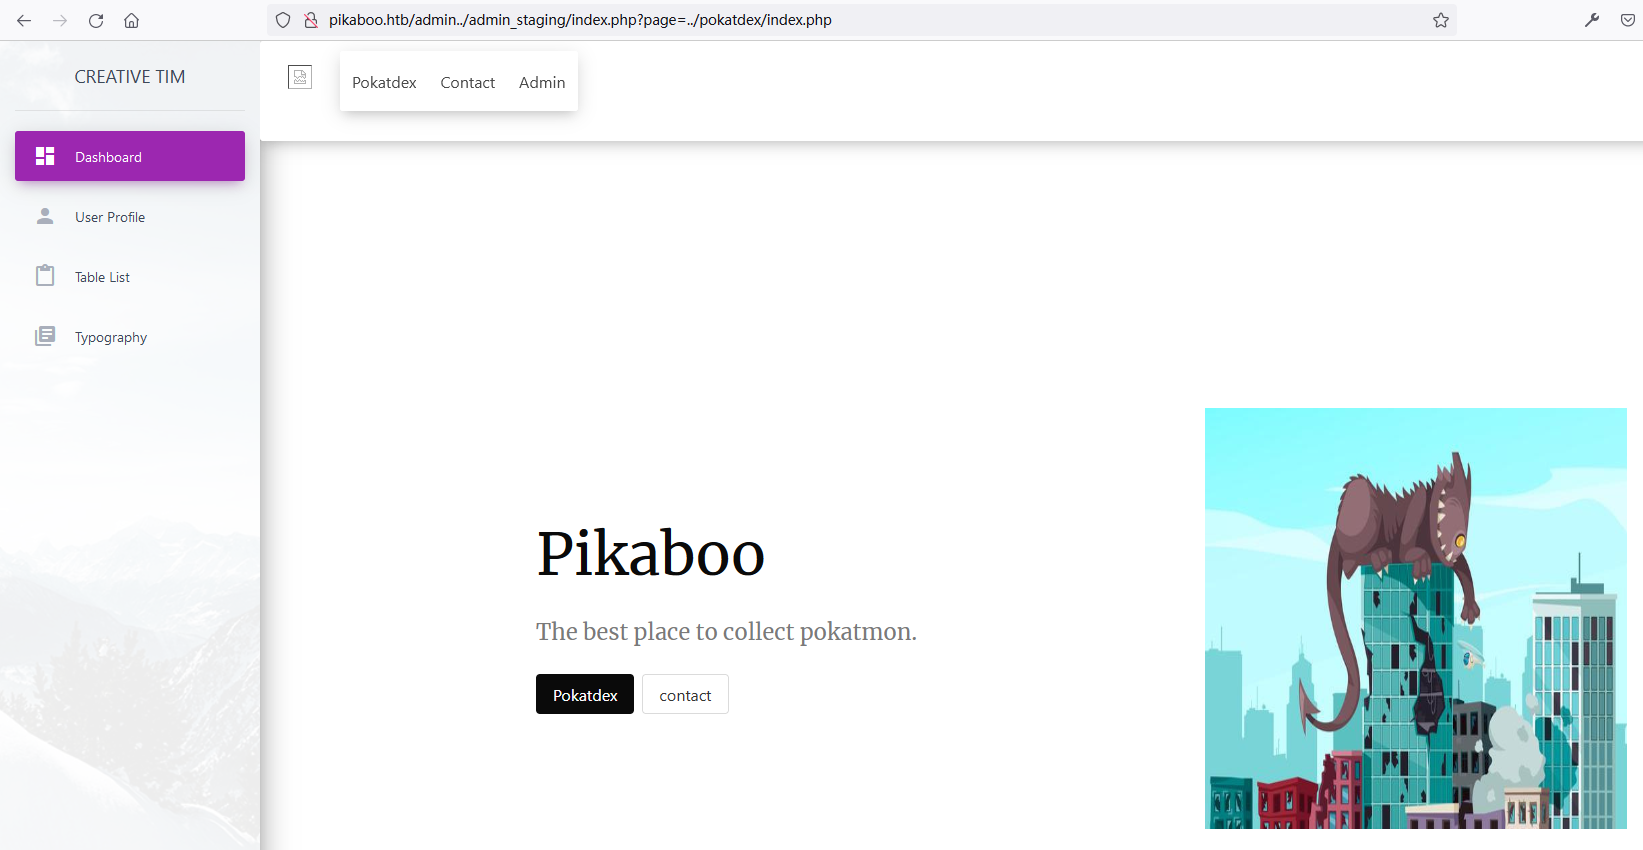 pikaboo.htb/admin../admin_staging/index.php?page=../pokatdex/index.php
CREATIVE TIM
Dashboard
User Profile
Table List
Typography
Pokatdex Contact Admin
Pikaboo
The best place to collect pokatmon.
Pokatdex contact